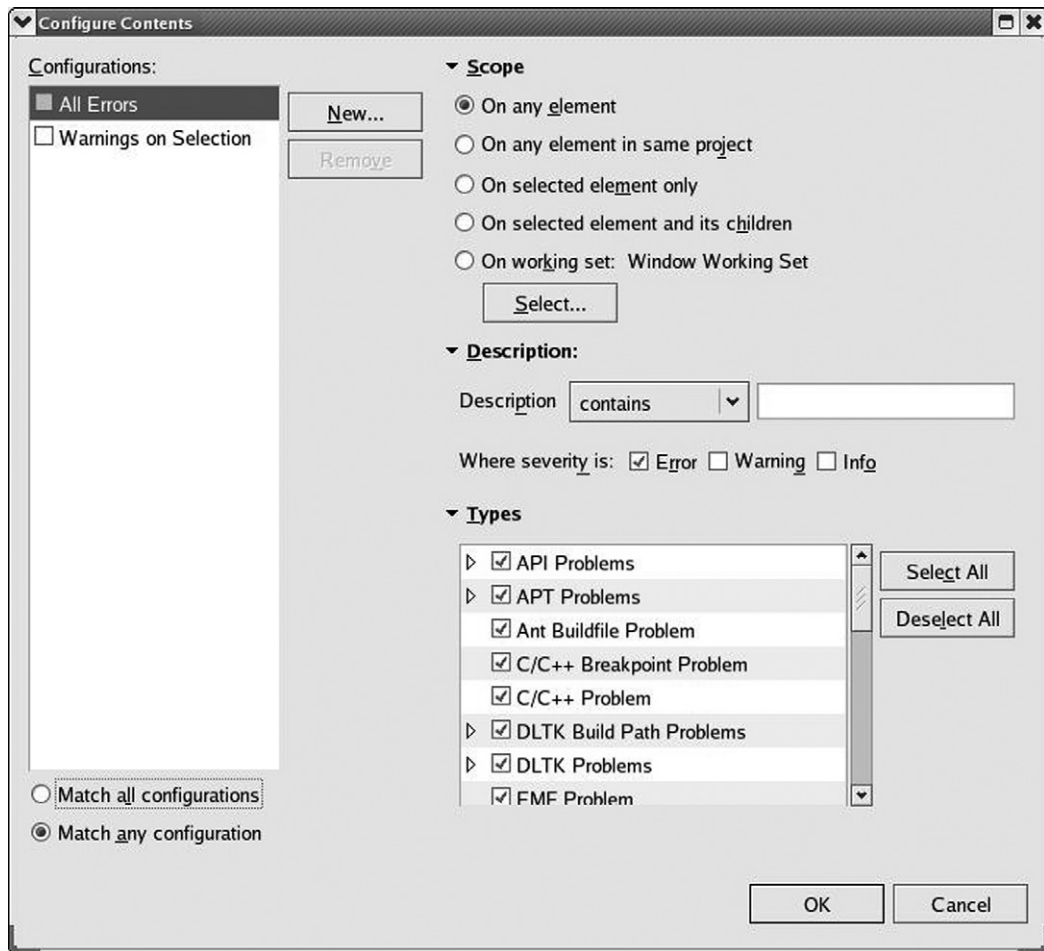 Configure Contents
Configurations:
All Errors
Warnings on Selection
New...
Remove
Match all configurations
Match any configuration
Scope
On any element
On any element in same project
On selected element only
On selected element and its children
On working set: Window Working Set
Select...
Description:
Description contains
Where severity is: Error Warning Info
Types
API Problems
APT Problems
Ant Buildfile Problem
C/C++ Breakpoint Problem
C/C++ Problem
DLTK Build Path Problems
DLTK Problems
EMF Problem
Select All
Deselect All
OK
Cancel